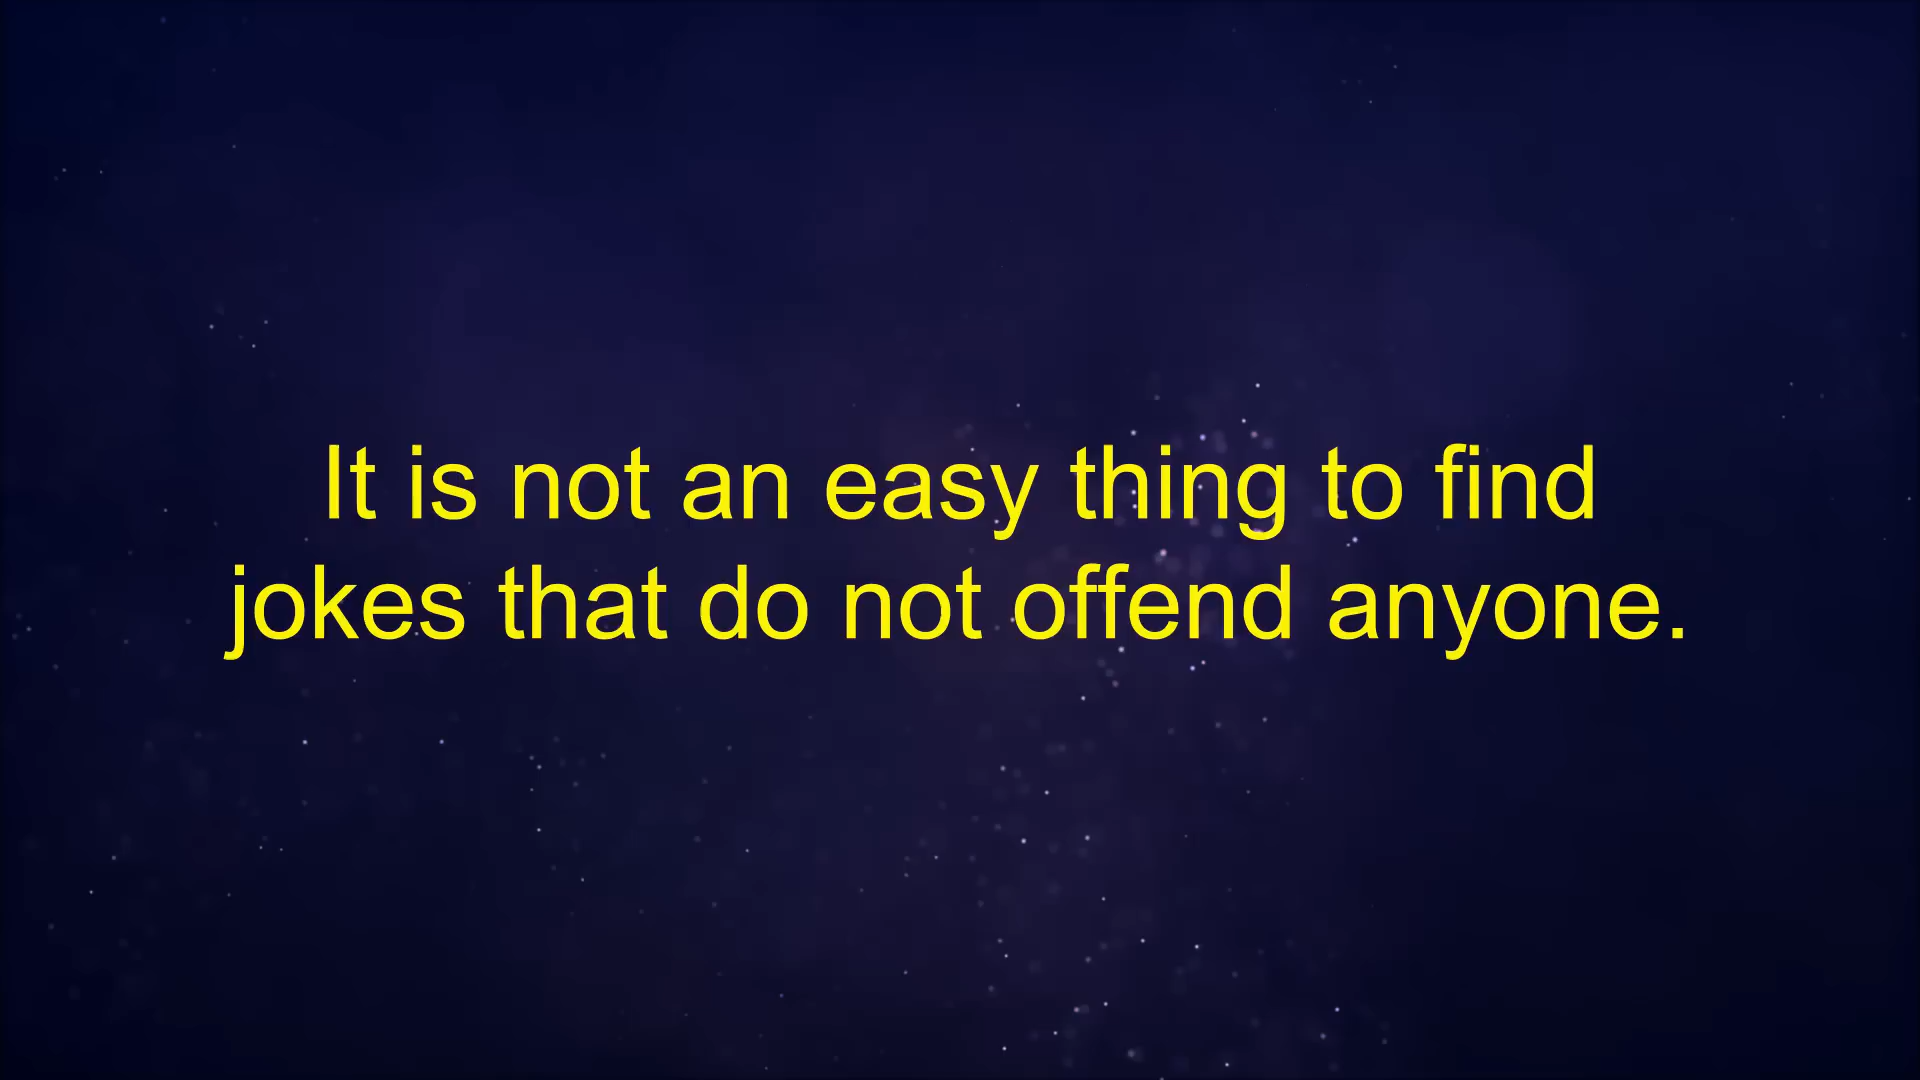 It is not an easy thing to find
jokes that do not offend anyone.